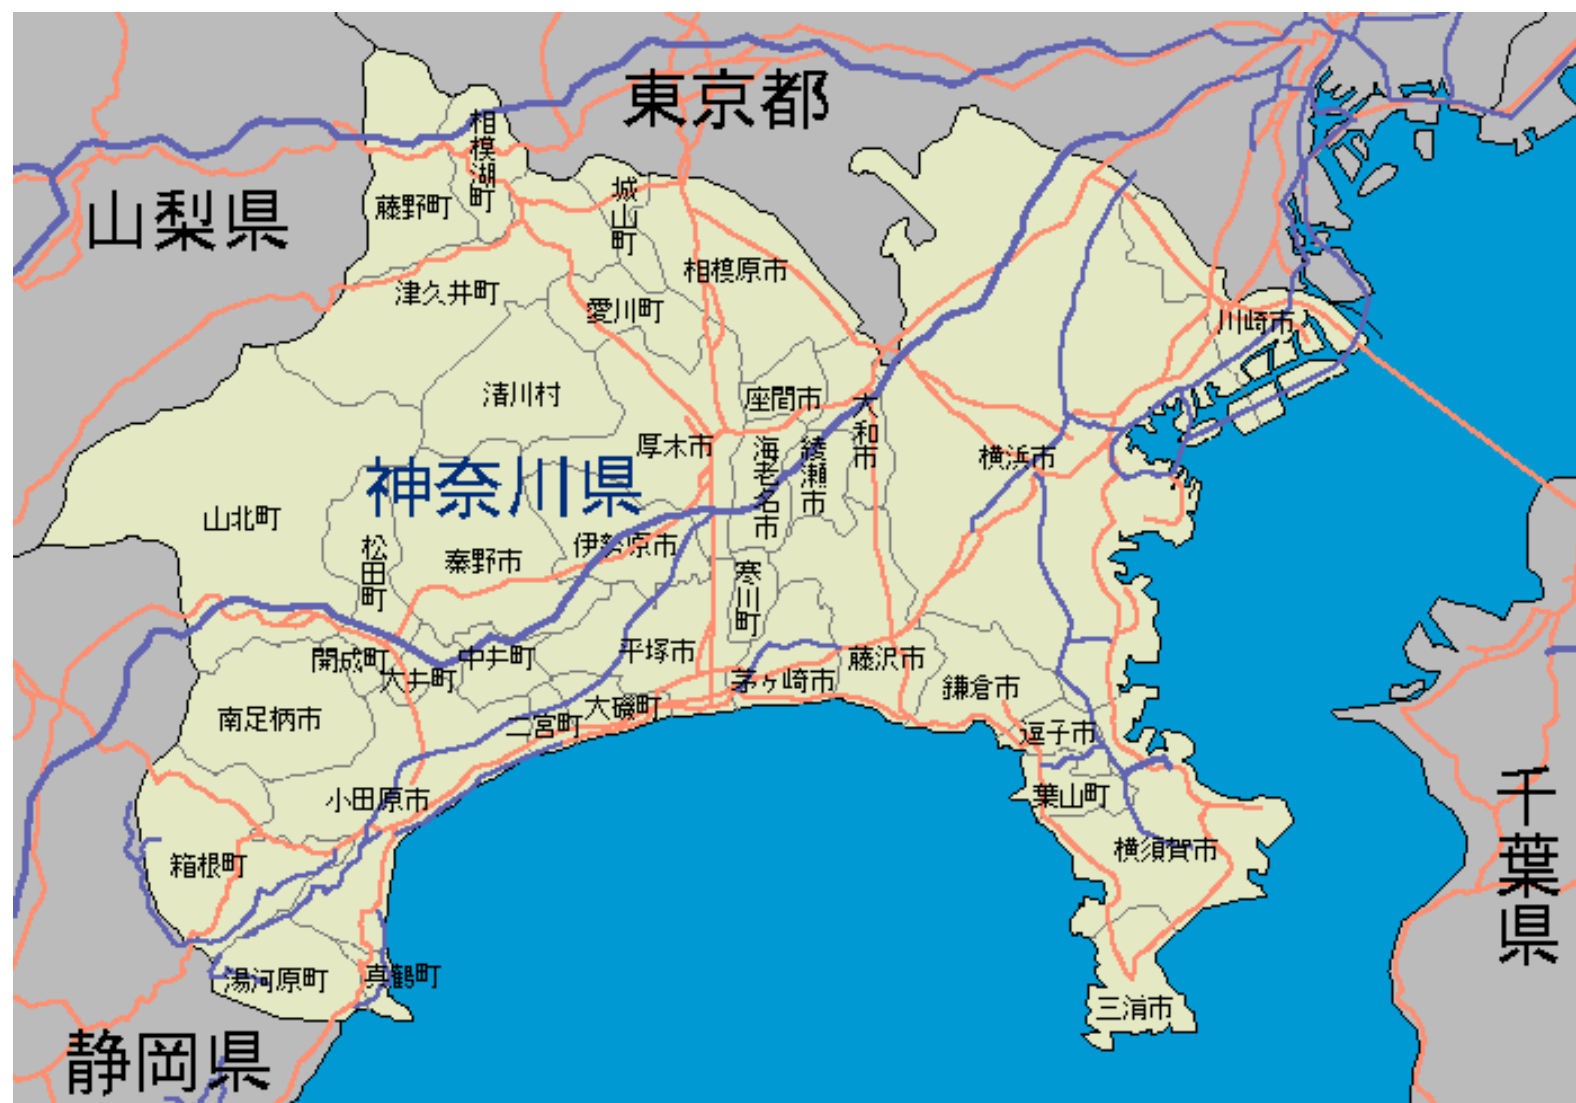 東京都
相模湖町
山梨県
藤野町
城山町
相模原市
津久井町
愛川町
川崎市
清川村
座間市
大和市
厚木市
海老名市
綾瀬市
横浜市
神奈川県
山北町
松田町
秦野市
伊勢原市
寒川町
開成町
大井町
中井町
平塚市
茅ヶ崎市
藤沢市
鎌倉市
南足柄市
二宮町
大磯町
逗子市
小田原市
葉山町
千葉県
箱根町
横須賀市
湯河原町
真鶴町
三浦市
静岡県